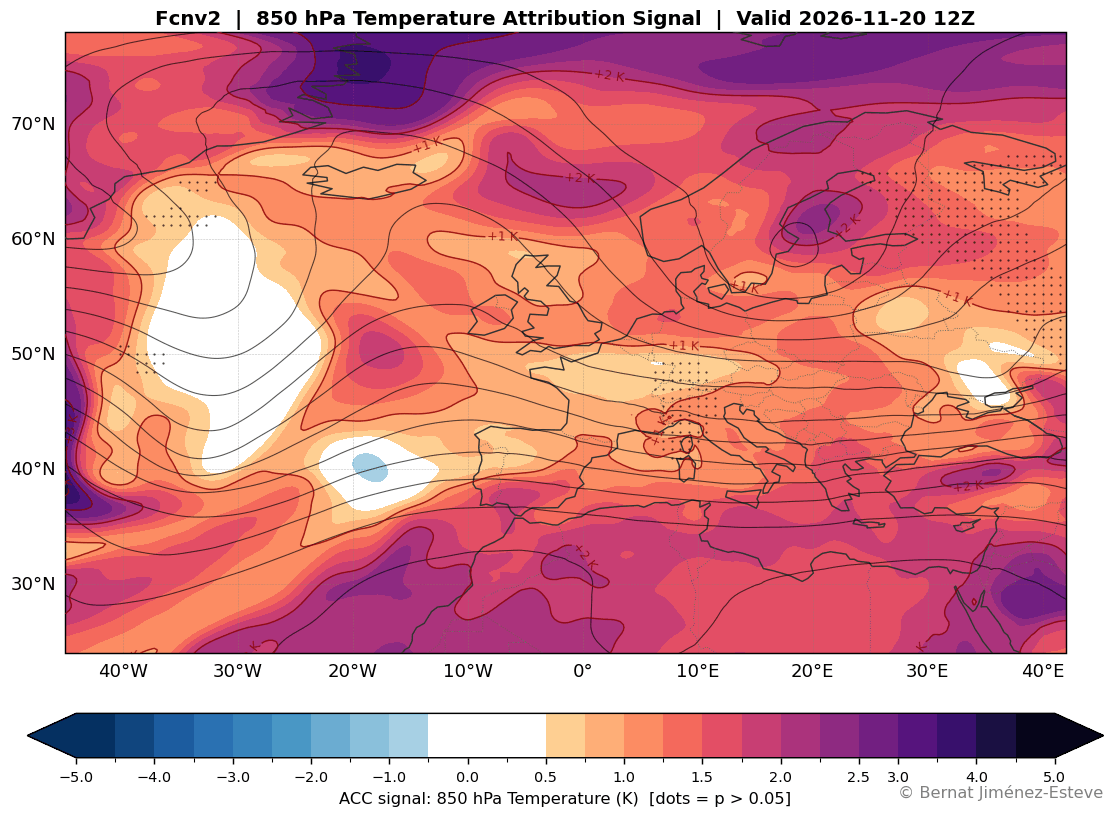 Fcnv2 | 850 hPa Temperature Attribution Signal | Valid 2026-11-20 12Z
+2 K
70°N
+1 K
+2 K
60°N
+1 K
+2 K
+1 K
+1 K
50°N
+1 K
40°N
+2 K
+2 K
30°N
K
K
40°W 30°W 20°W 10°W 0° 10°E 20°E 30°E 40°E
−5.0 −4.0 −3.0 −2.0 −1.0 0.0 0.5 1.0 1.5 2.0 2.5 3.0 4.0 5.0
ACC signal: 850 hPa Temperature (K) [dots = p > 0.05]
© Bernat Jiménez-Esteve